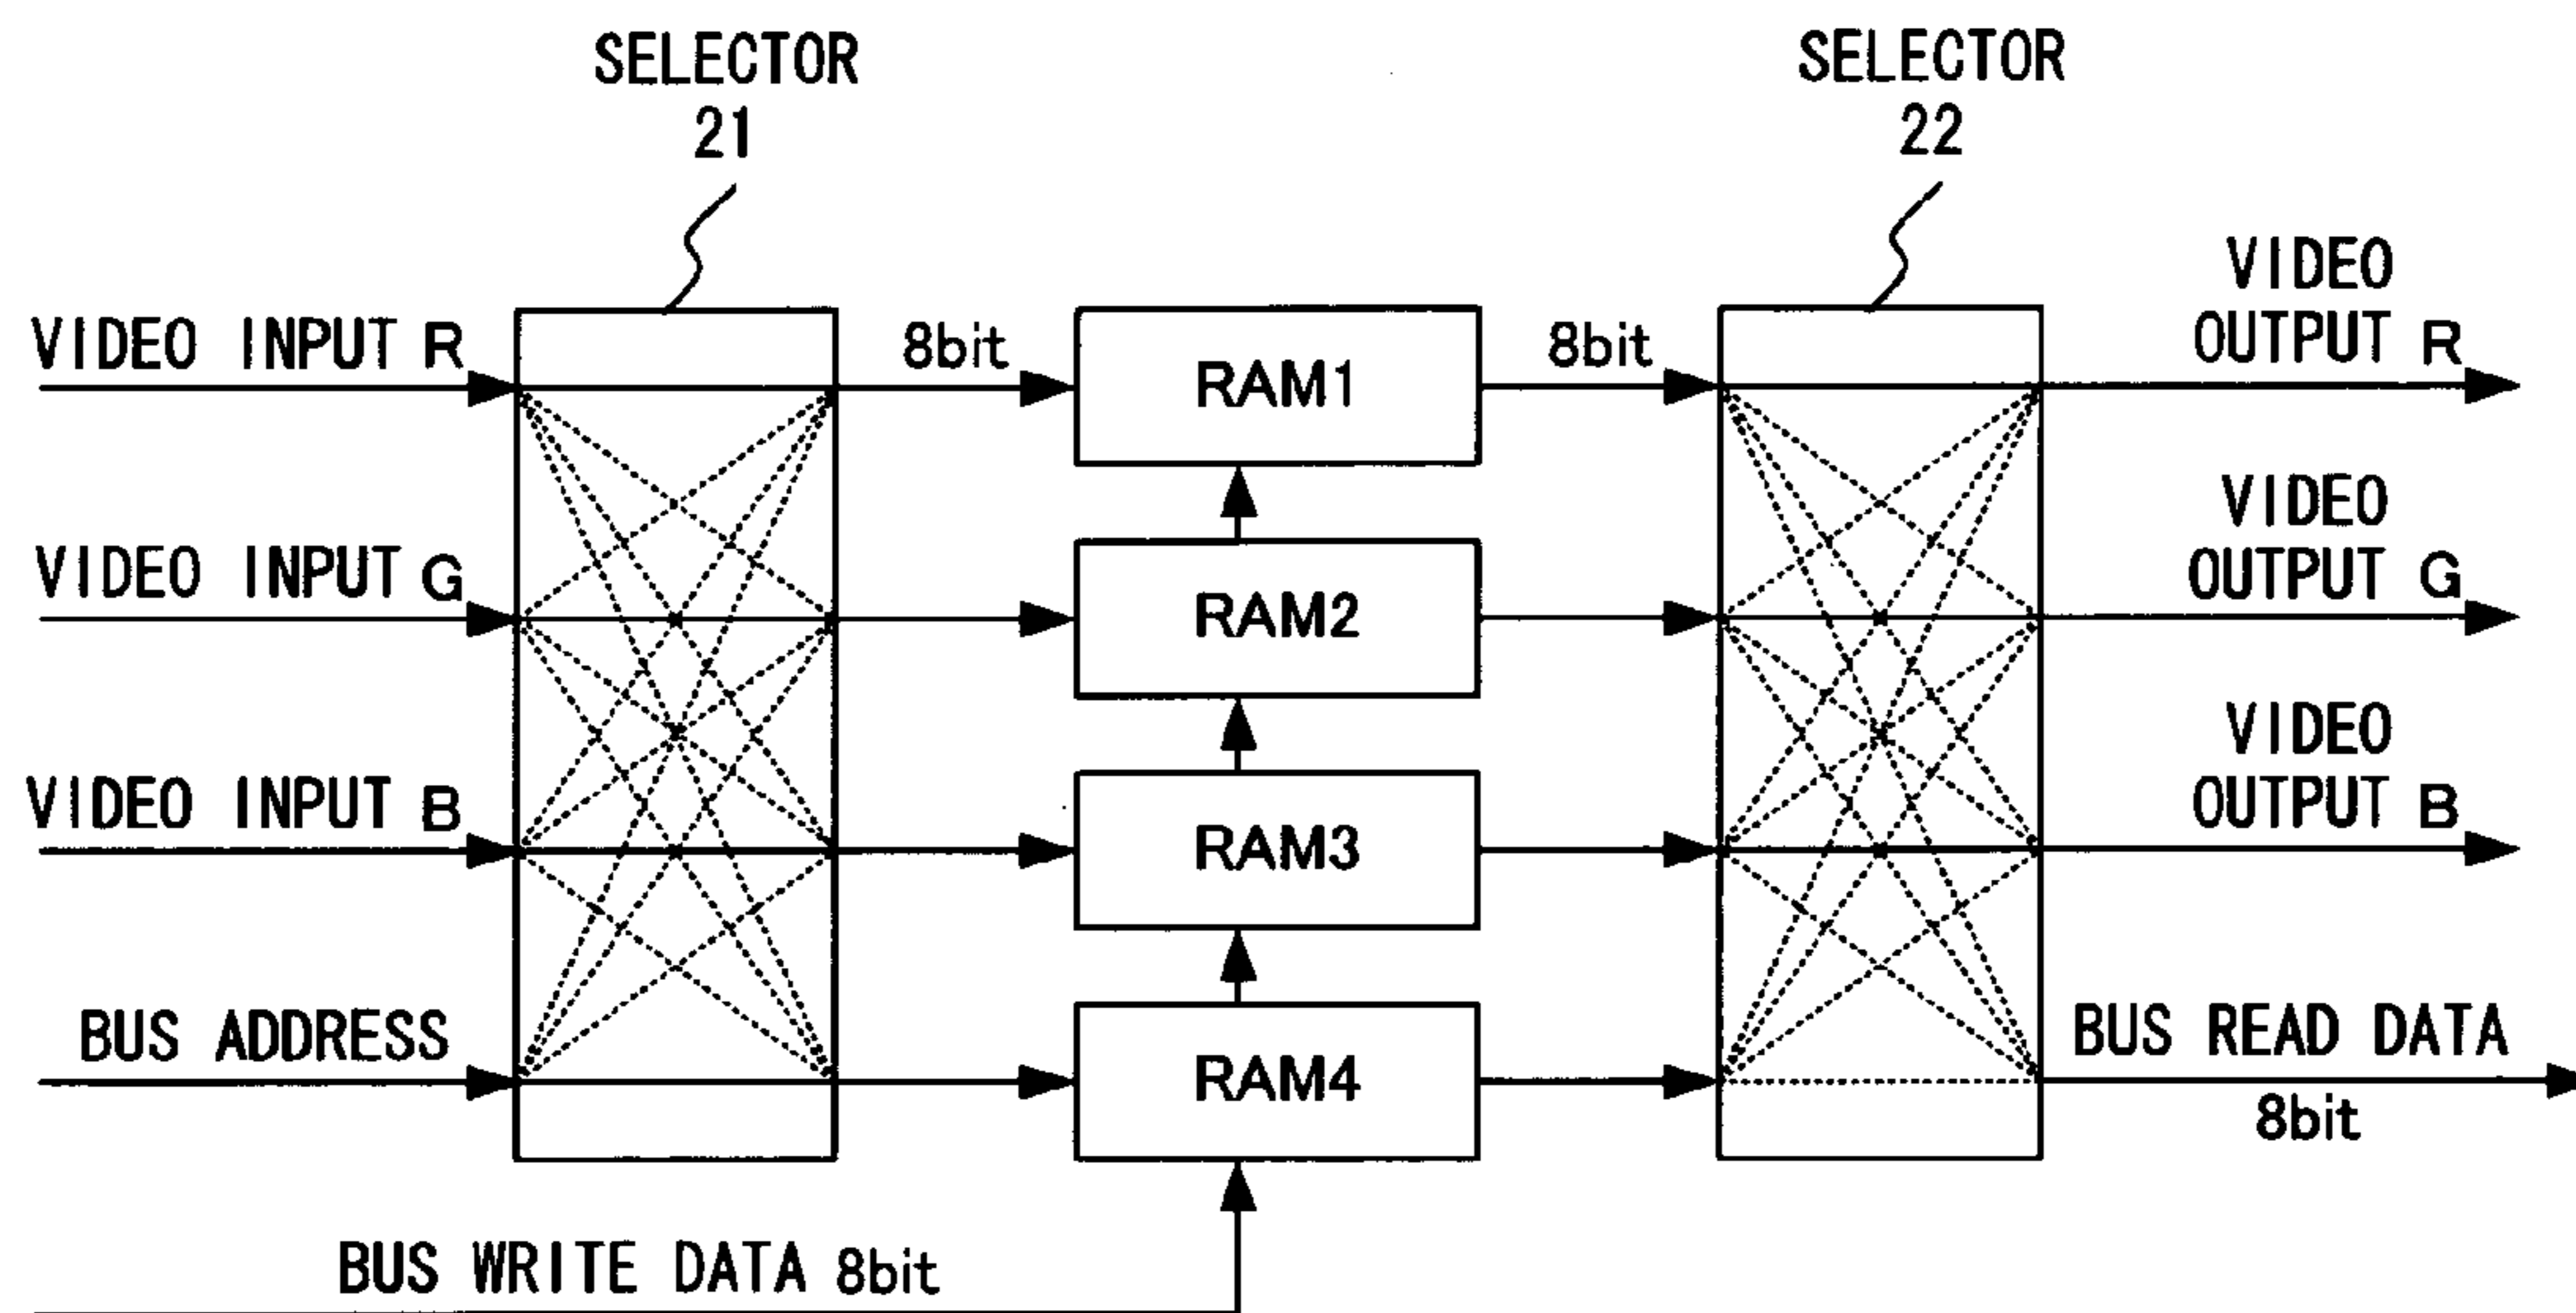 SELECTOR
21
SELECTOR
22
VIDEO INPUT R
8bit
RAM1
8bit
VIDEO
OUTPUT R
VIDEO INPUT G
RAM2
VIDEO
OUTPUT G
VIDEO INPUT B
RAM3
VIDEO
OUTPUT B
BUS ADDRESS
RAM4
BUS READ DATA
8bit
BUS WRITE DATA 8bit